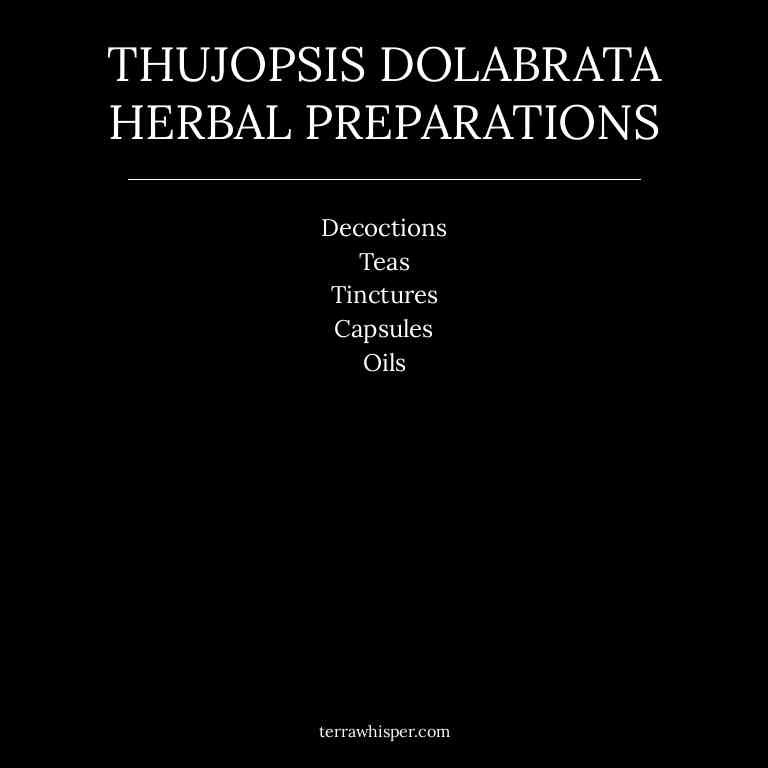 THUJOPSIS DOLABRATA
HERBAL PREPARATIONS
Decoctions
Teas
Tinctures
Capsules
Oils
terrawhisper.com